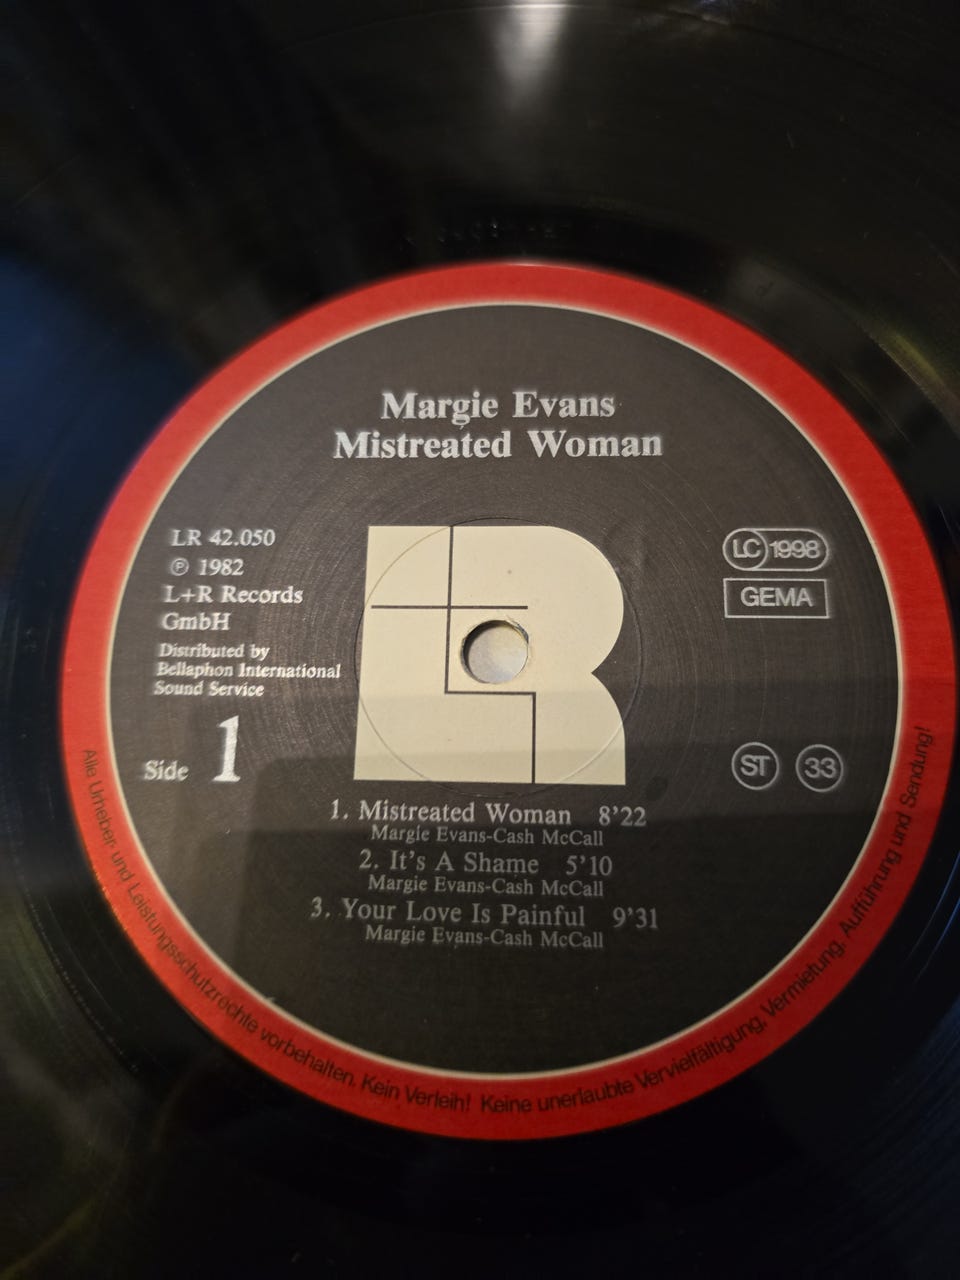 Margie Evans
Mistreated Woman
LR 42.050
℗ 1982
L+R Records
GmbH
Distributed by
Bellaphon International
Sound Service
Side 1
LC 1998
GEMA
ST 33
1. Mistreated Woman 8'22
Margie Evans-Cash McCall
2. It's A Shame 5'10
Margie Evans-Cash McCall
3. Your Love Is Painful 9'31
Margie Evans-Cash McCall
Alle Urheber- und Leistungsschutzrechte vorbehalten. Kein Verleih! Keine unerlaubte Vervielfältigung, Vermietung, Aufführung und Sendung!